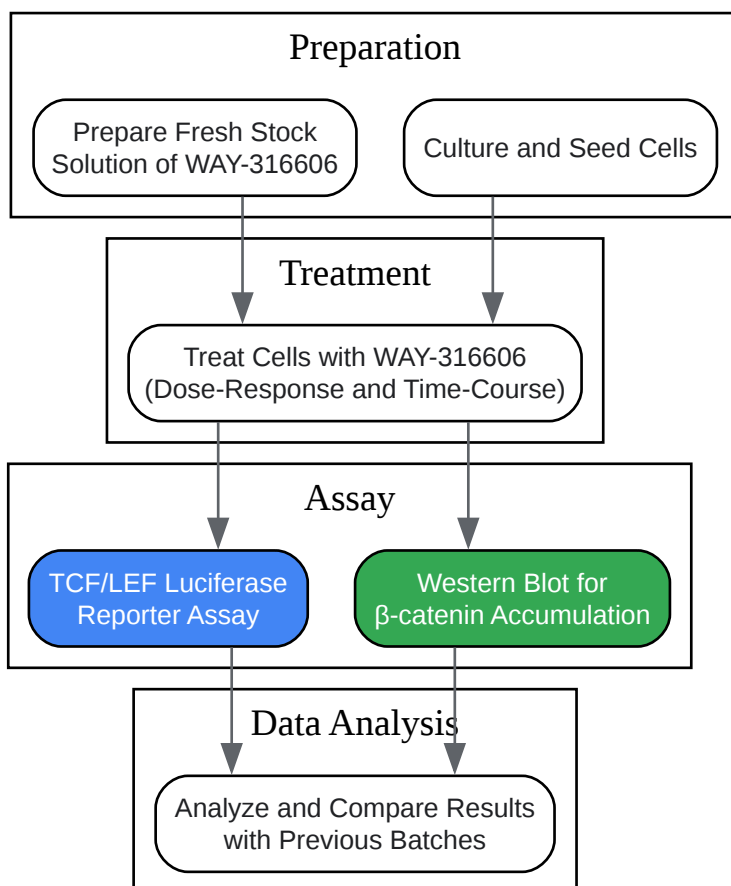 Preparation
Prepare Fresh Stock
Solution of WAY-316606
Culture and Seed Cells
Treatment
Treat Cells with WAY-316606
(Dose-Response and Time-Course)
Assay
TCF/LEF Luciferase
Reporter Assay
Western Blot for
β-catenin Accumulation
Data Analysis
Analyze and Compare Results
with Previous Batches